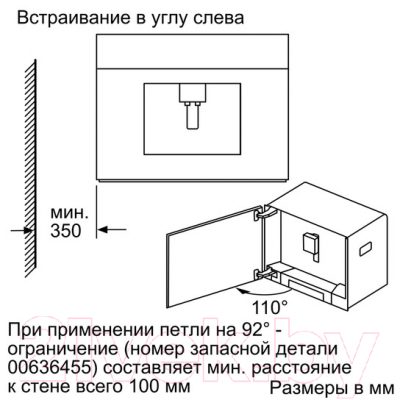 Встраивание в углу слева
мин.
350
110°
При применении петли на 92° -
ограничение (номер запасной детали
00636455) составляет мин. расстояние
к стене всего 100 мм
Размеры в мм